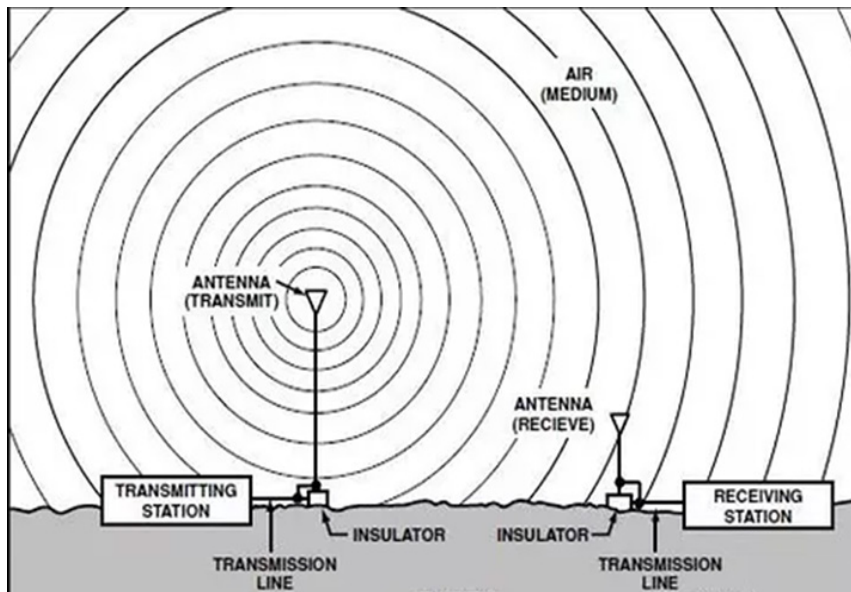 AIR
(MEDIUM)
ANTENNA
(TRANSMIT)
ANTENNA
(RECIEVE)
TRANSMITTING
STATION
RECEIVING
STATION
INSULATOR
INSULATOR
TRANSMISSION
LINE
TRANSMISSION
LINE